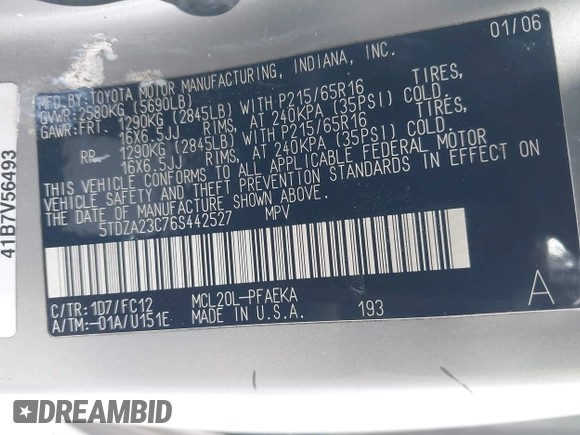 MFD. BY: TOYOTA MOTOR MANUFACTURING, INDIANA, INC. 01/06
GVWR: 2580KG (5690LB)
GAWR: FRT 1290KG (2845LB) WITH P215/65R16 TIRES,
16X6.5JJ RIMS, AT 240KPA (35PSI) COLD.
RR 1290KG (2845LB) WITH P215/65R16 TIRES,
16X6.5JJ RIMS, AT 240KPA (35PSI) COLD.
THIS VEHICLE CONFORMS TO ALL APPLICABLE FEDERAL MOTOR
VEHICLE SAFETY AND THEFT PREVENTION STANDARDS IN EFFECT
ON THE DATE OF MANUFACTURE SHOWN ABOVE.
5TDZA23C76S442527 MPV
C/TR: 1D7/FC12 MCL20L-PFAEKA
A/TM:-01A/U151E MADE IN U.S.A. 193 A
41B7V56493
DREAMBID